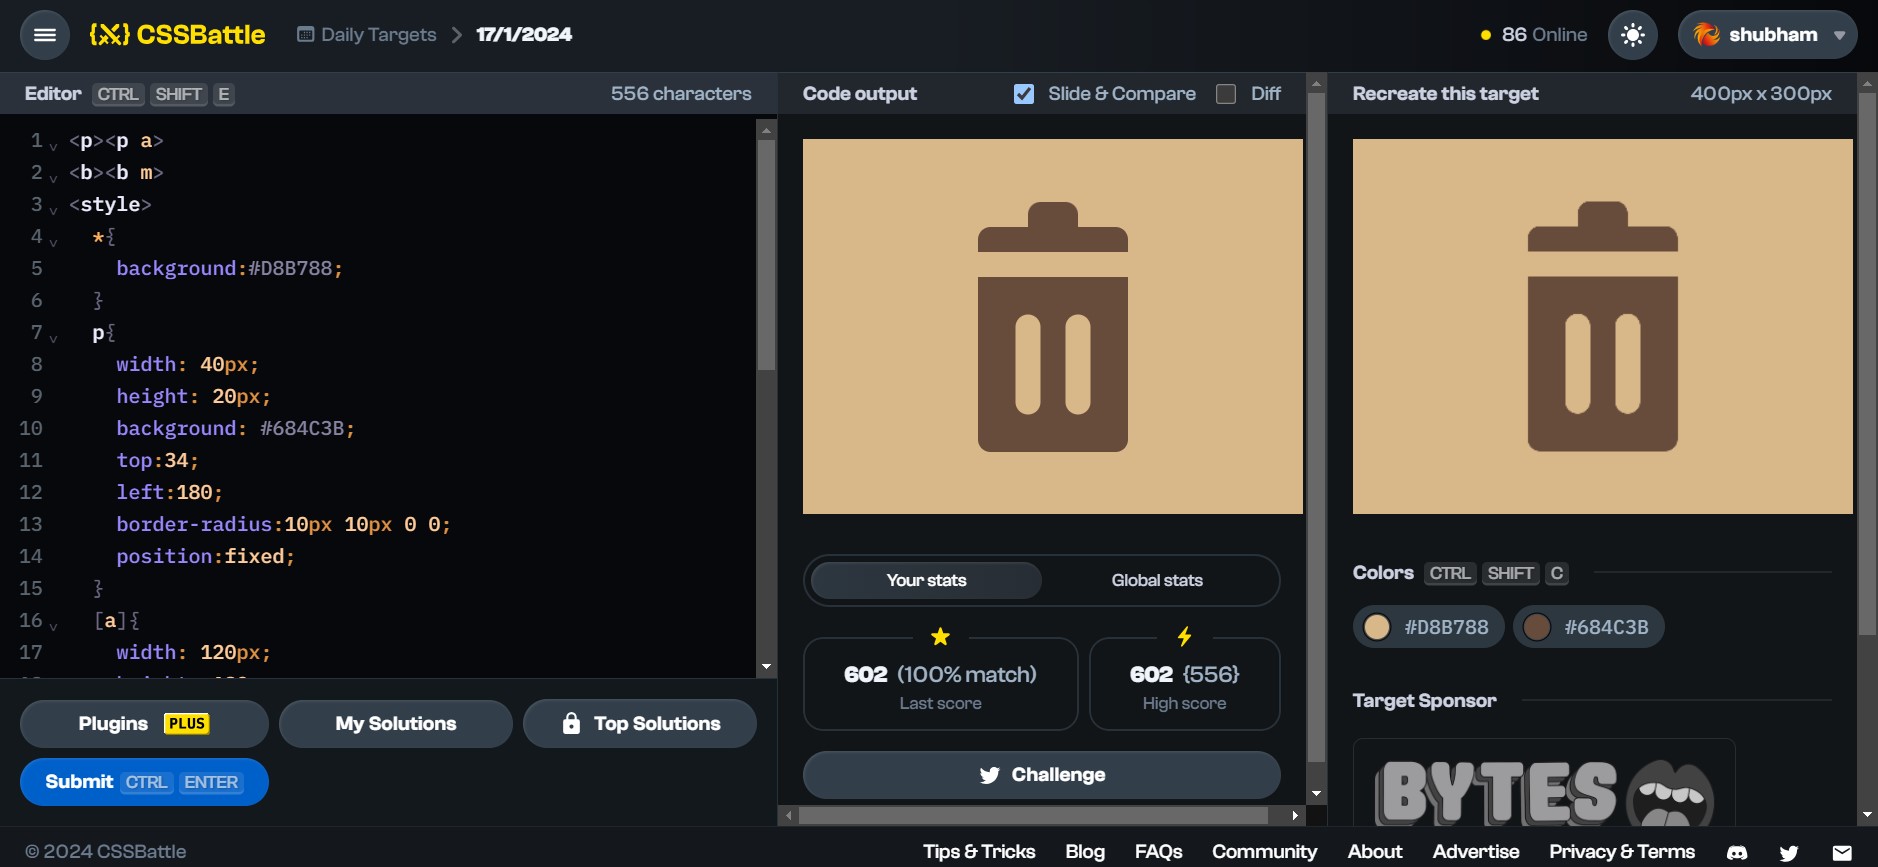 CSSBattle
Daily Targets
17/1/2024
86 Online
shubham
Editor CTRL SHIFT E
556 characters
1 <p><p a>
2 <b><b m>
3 <style>
4 *{
5 background:#D8B788;
6 }
7 p{
8 width: 40px;
9 height: 20px;
10 background: #684C3B;
11 top:34;
12 left:180;
13 border-radius:10px 10px 0 0;
14 position:fixed;
15 }
16 [a]{
17 width: 120px;
Plugins PLUS
My Solutions
Top Solutions
Submit CTRL ENTER
Code output
Slide & Compare
Diff
Your stats
Global stats
602 (100% match)
Last score
602 {556}
High score
Challenge
Recreate this target
400px x 300px
Colors CTRL SHIFT C
#D8B788
#684C3B
Target Sponsor
BYTES
© 2024 CSSBattle
Tips & Tricks
Blog
FAQs
Community
About
Advertise
Privacy & Terms